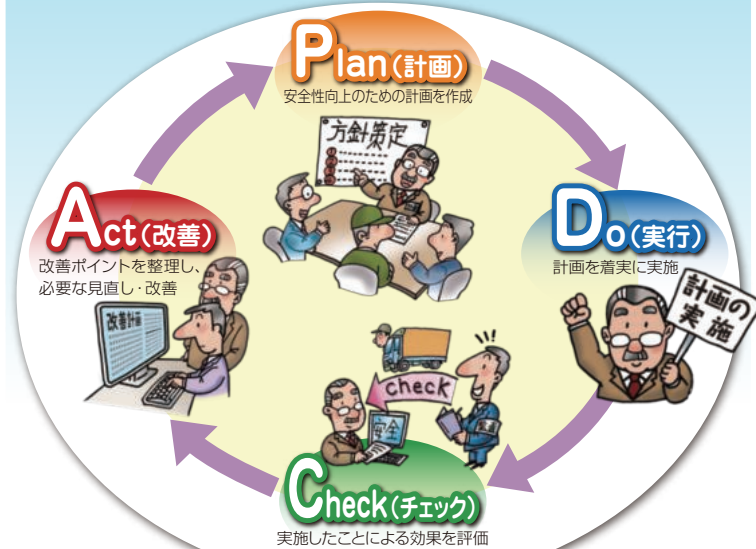 Plan(計画)
安全性向上のための計画を作成
方針策定
Do(実行)
計画を着実に実施
計画の
実施
Check(チェック)
実施したことによる効果を評価
check
安全
Act(改善)
改善ポイントを整理し、
必要な見直し・改善
改善計画
!!